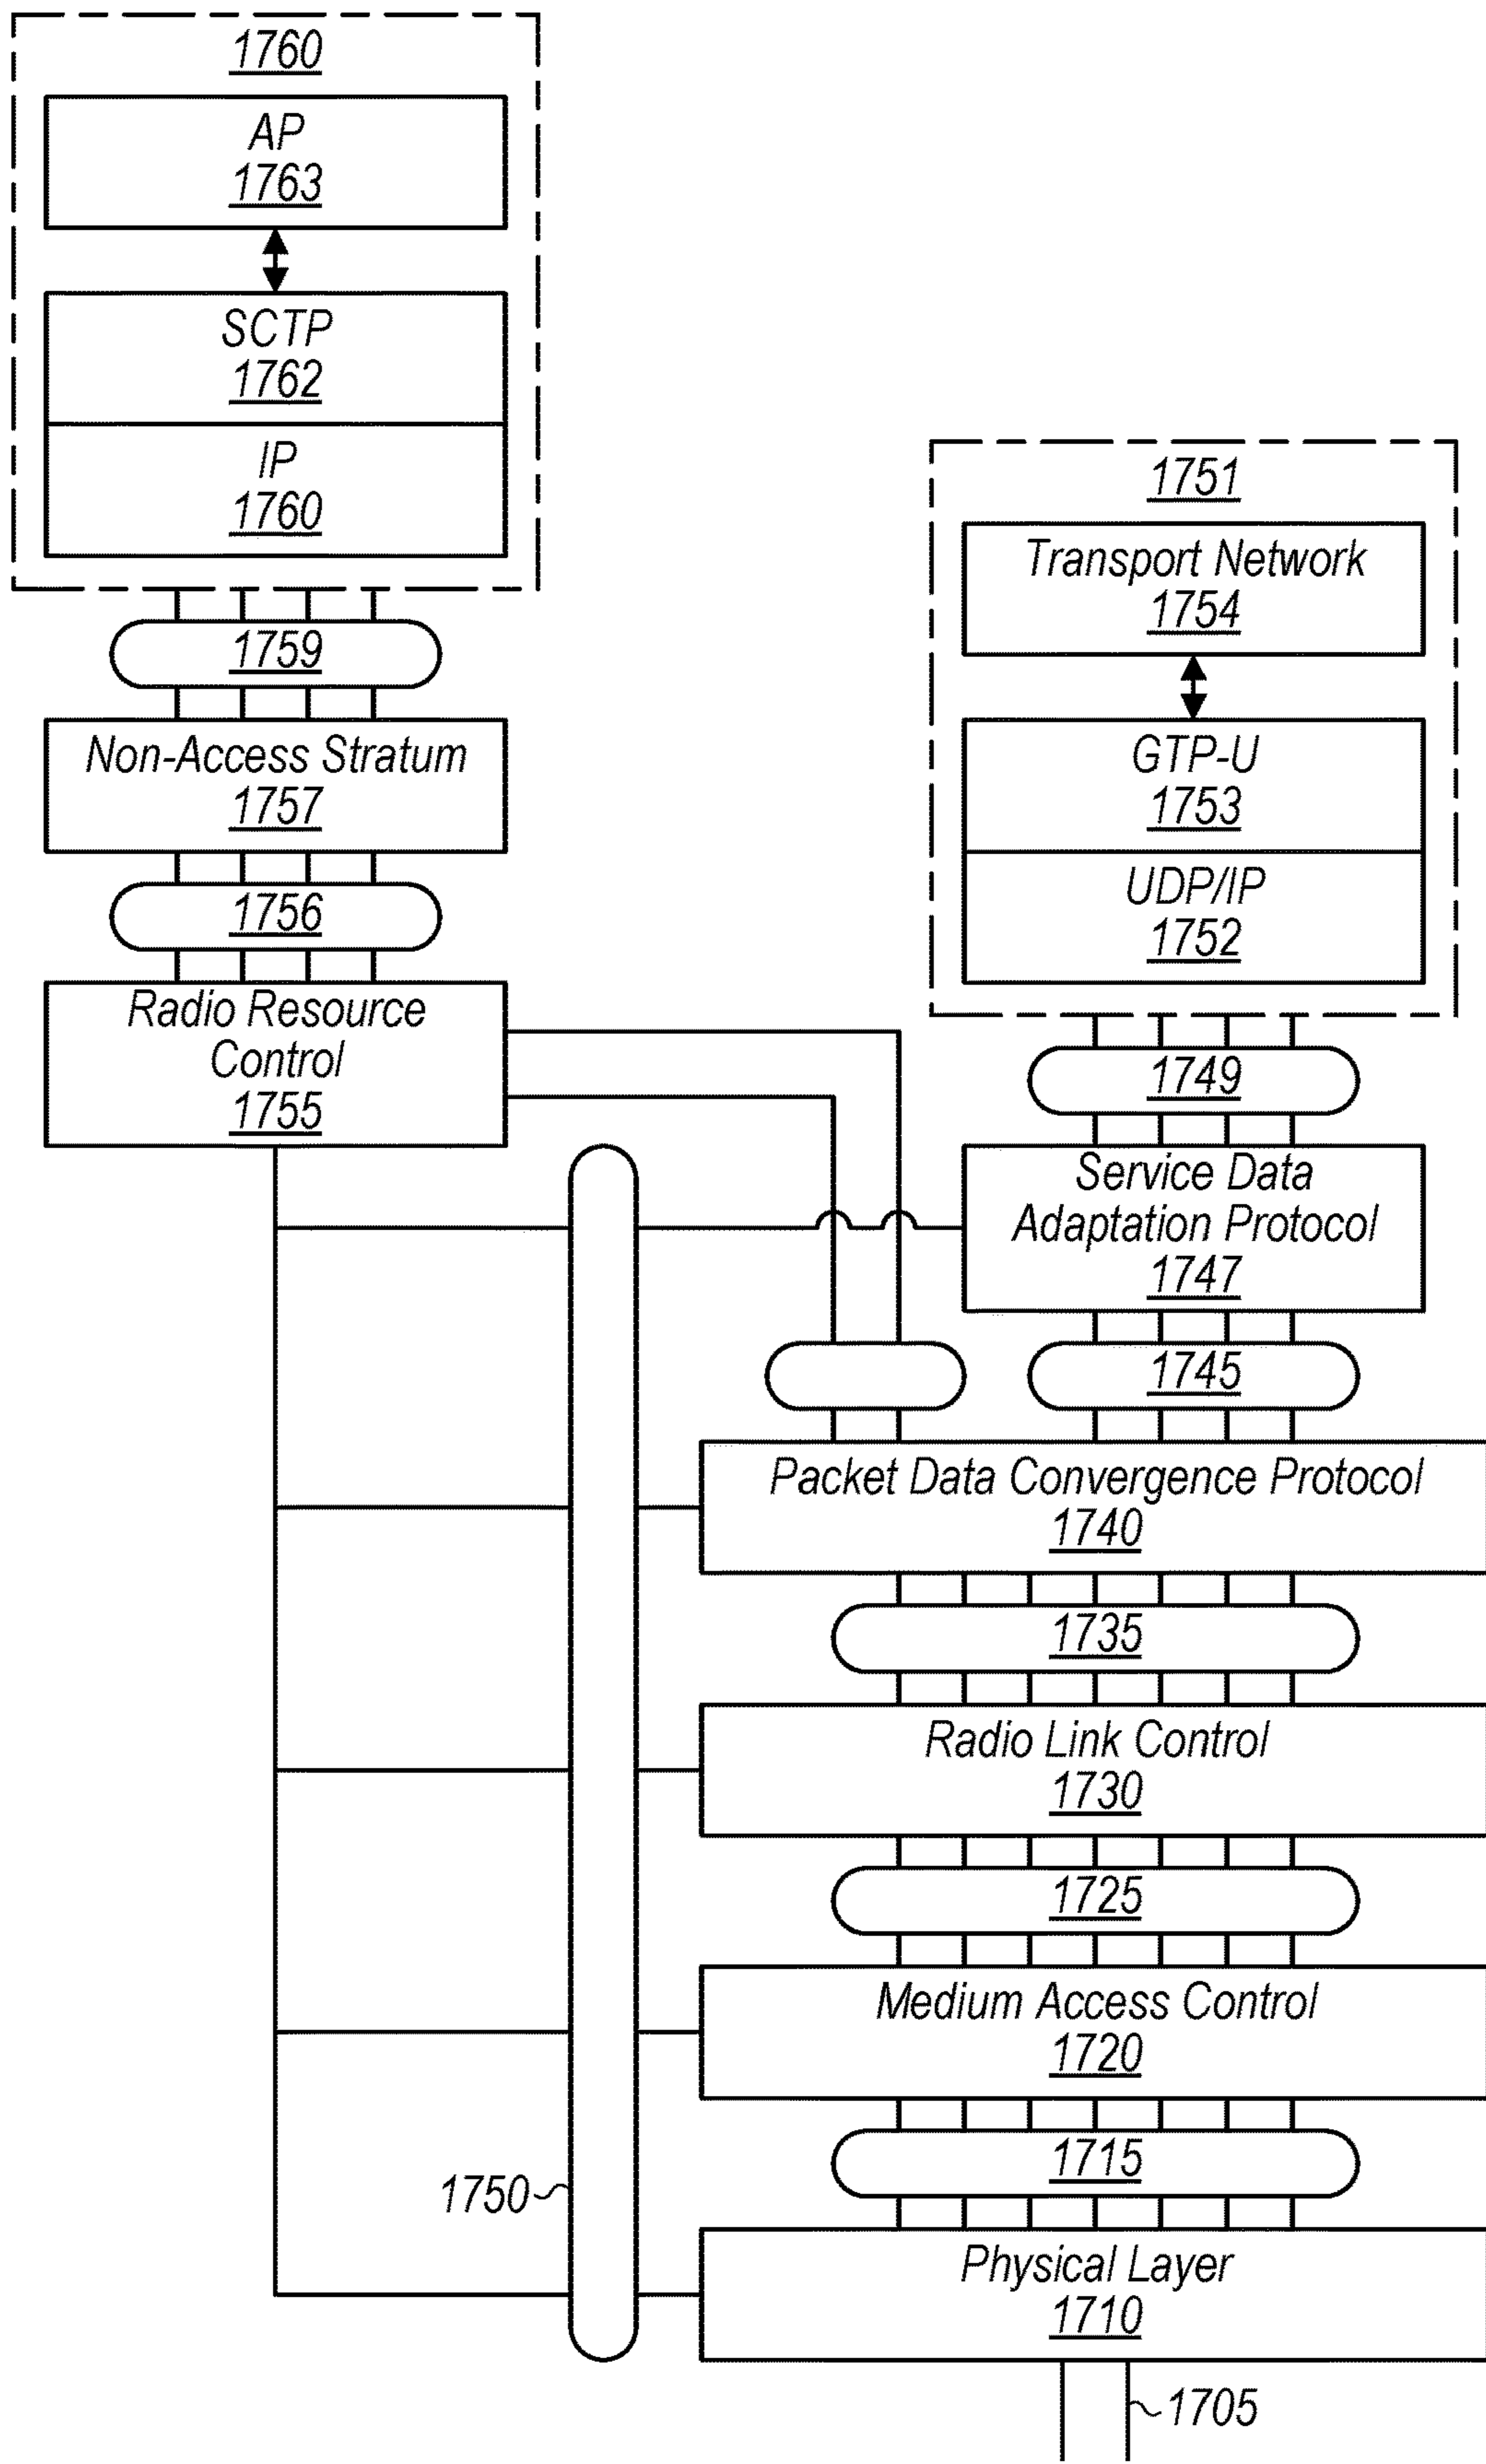 1760
AP
1763
SCTP
1762
IP
1760
1759
Non-Access Stratum
1757
1756
Radio Resource
Control
1755
1751
Transport Network
1754
GTP-U
1753
UDP/IP
1752
1749
Service Data
Adaptation Protocol
1747
1745
Packet Data Convergence Protocol
1740
1735
Radio Link Control
1730
1725
Medium Access Control
1720
1715
1750
Physical Layer
1710
1705